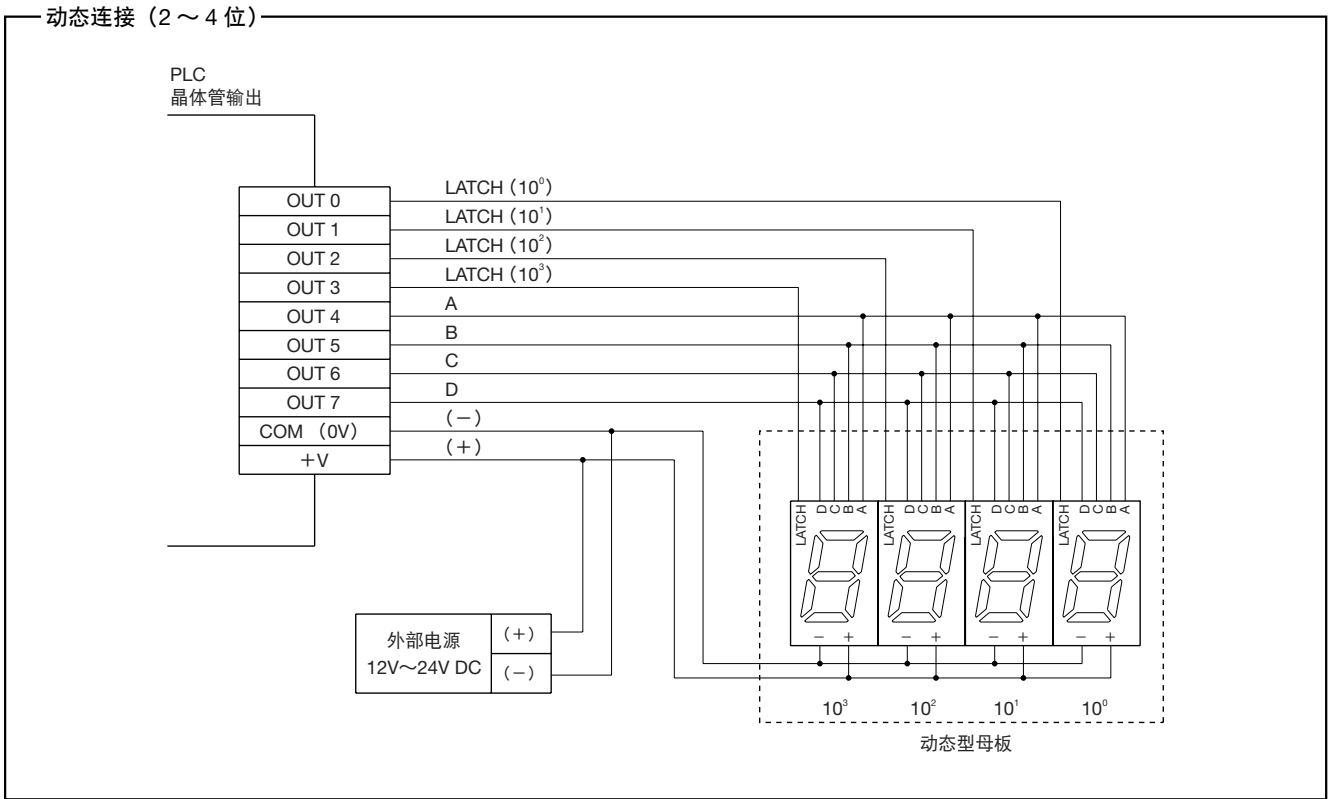 动态连接（2～4位）
PLC
晶体管输出
OUT 0
OUT 1
OUT 2
OUT 3
OUT 4
OUT 5
OUT 6
OUT 7
COM （0V）
＋V
LATCH（10⁰）
LATCH（10¹）
LATCH（10²）
LATCH（10³）
A
B
C
D
（－）
（＋）
外部电源
12V～24V DC
（＋）
（－）
LATCH D C B A
LATCH D C B A
LATCH D C B A
LATCH D C B A
－ ＋
－ ＋
－ ＋
－ ＋
10³ 10² 10¹ 10⁰
动态型母板